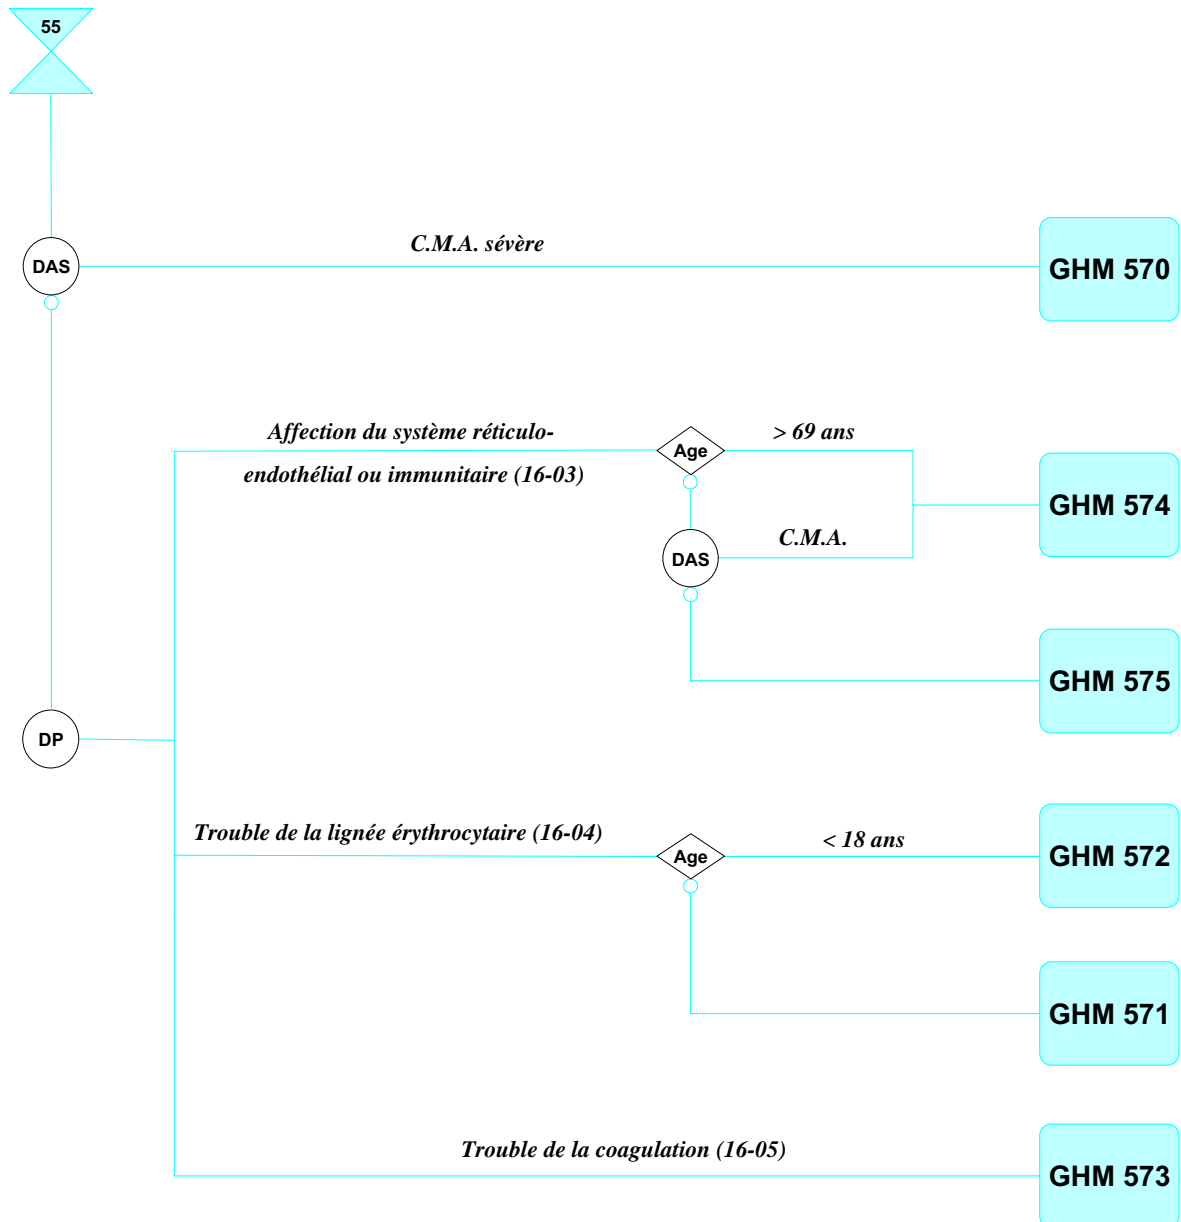 55
DAS
C.M.A. sévère
GHM 570
Affection du système réticulo-
endothélial ou immunitaire (16-03)
Age
> 69 ans
GHM 574
DAS
C.M.A.
GHM 575
DP
Trouble de la lignée érythrocytaire (16-04)
Age
< 18 ans
GHM 572
GHM 571
Trouble de la coagulation (16-05)
GHM 573